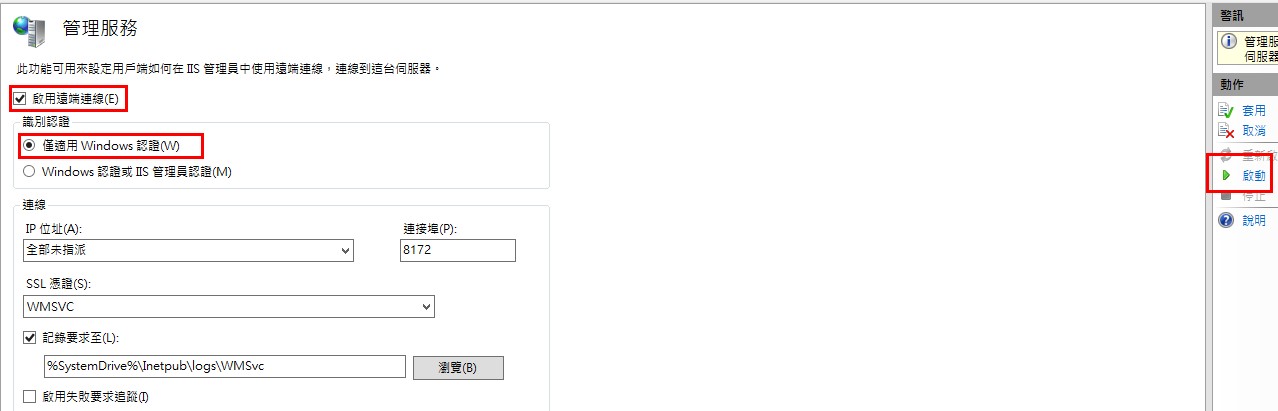 管理服務
此功能可用來設定用戶端如何在 IIS 管理員中使用遠端連線，連線到這台伺服器。
啟用遠端連線(E)
識別認證
僅適用 Windows 認證(W)
Windows 認證或 IIS 管理員認證(M)
連線
IP 位址(A):
連接埠(P):
全部未指派
8172
SSL 憑證(S):
WMSVC
記錄要求至(L):
%SystemDrive%\Inetpub\logs\WMSvc
瀏覽(B)
啟用失敗要求追蹤(I)
警訊
管理服
伺服器
動作
套用
取消
重新啟
啟動
停止
說明